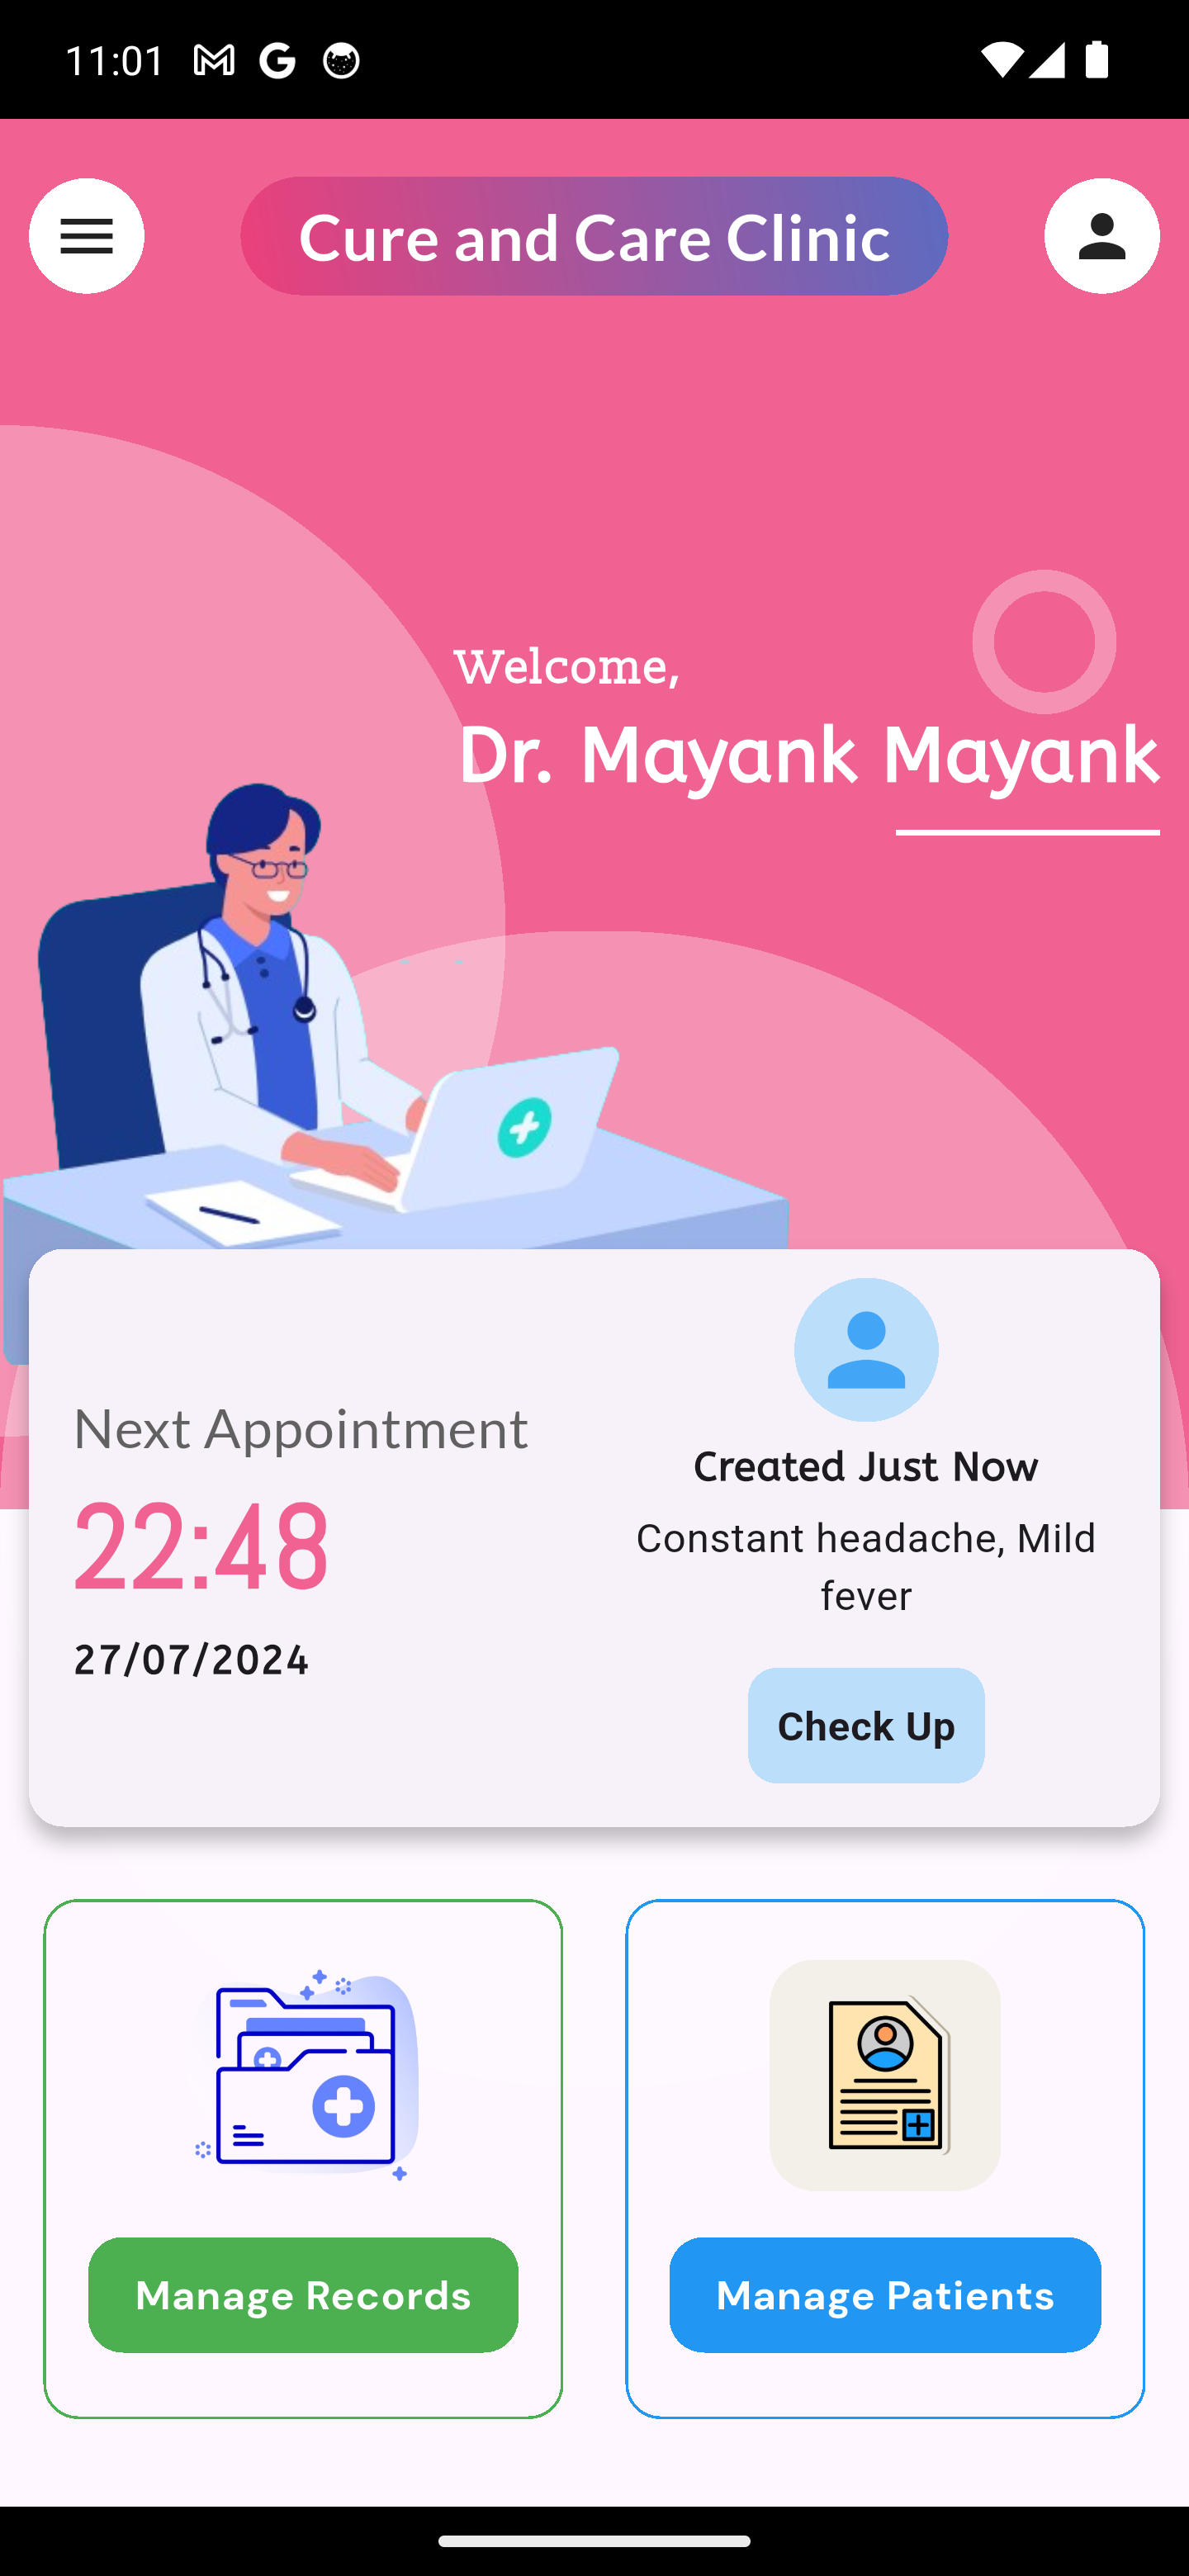 11:01
Cure and Care Clinic
Welcome,
Dr. Mayank Mayank
Next Appointment
22:48
27/07/2024
Created Just Now
Constant headache, Mild
fever
Check Up
Manage Records
Manage Patients